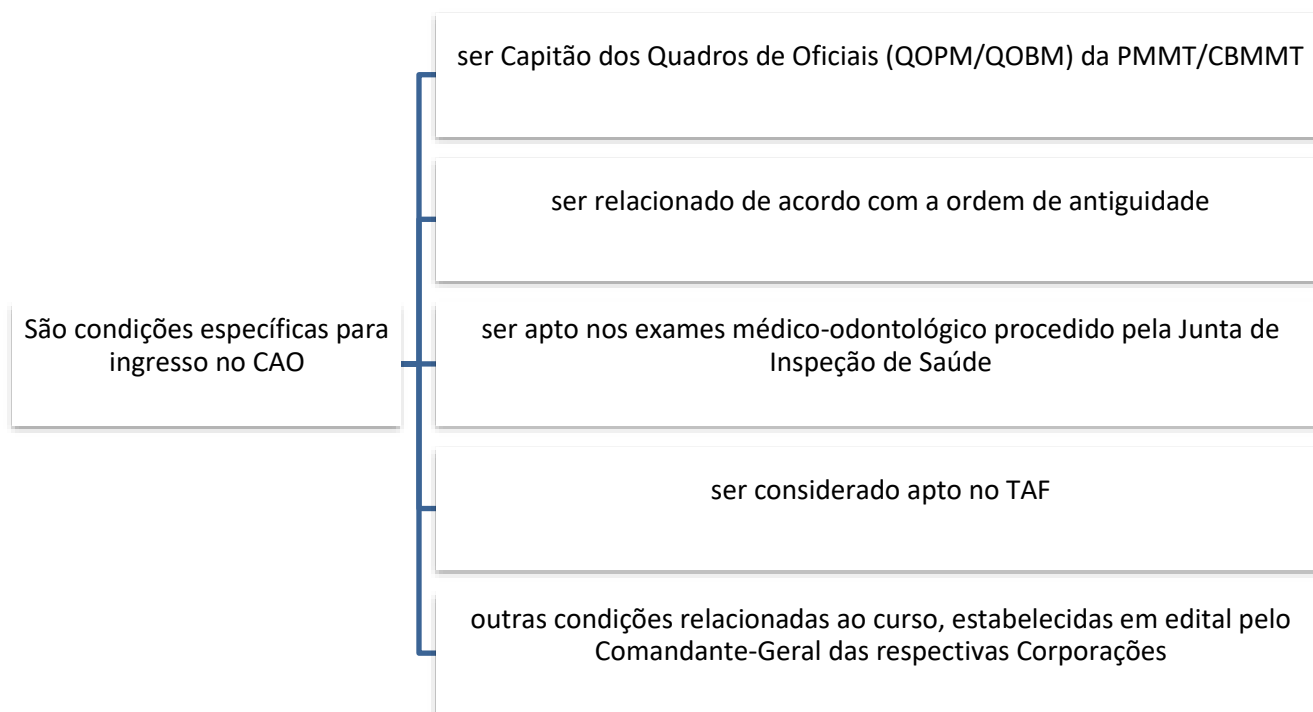 ser Capitão dos Quadros de Oficiais (QOPM/QOBM) da PMMT/CBMMT
ser relacionado de acordo com a ordem de antiguidade
São condições específicas para
ingresso no CAO
ser apto nos exames médico-odontológico procedido pela Junta de
Inspeção de Saúde
ser considerado apto no TAF
outras condições relacionadas ao curso, estabelecidas em edital pelo
Comandante-Geral das respectivas Corporações